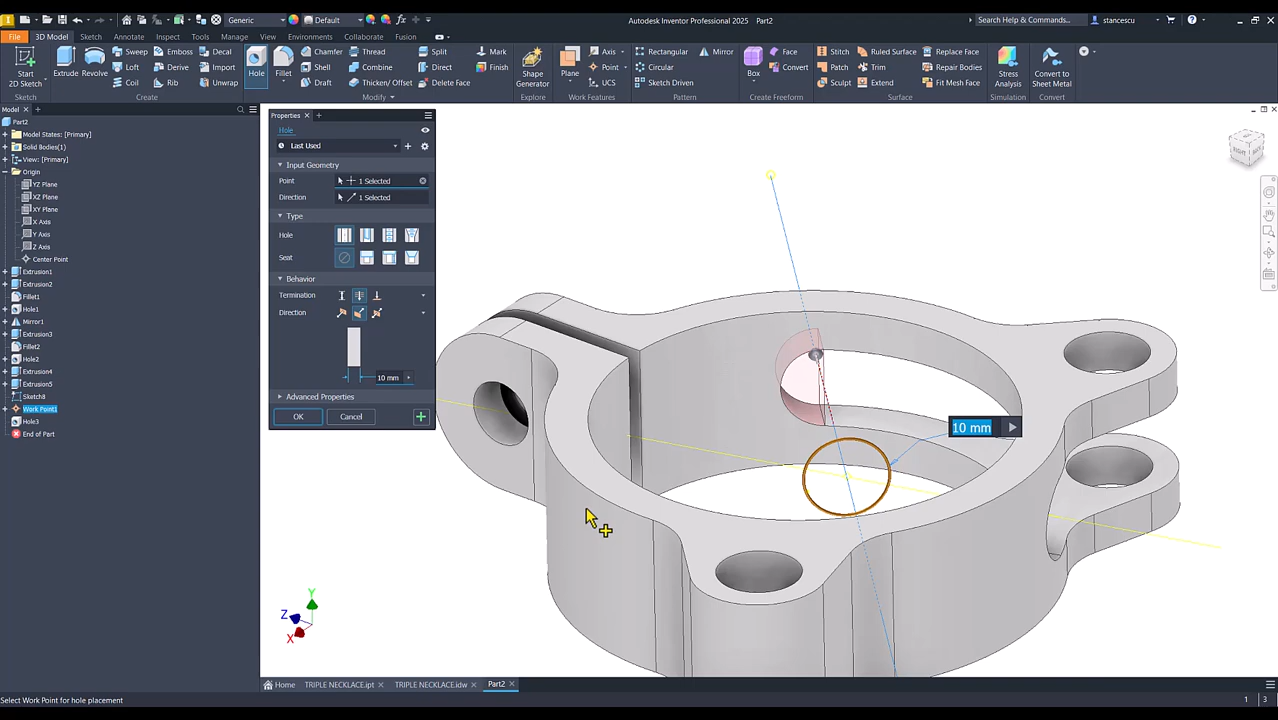 Generic
Default
Autodesk Inventor Professional 2025 Part2
Search Help & Commands...
stancescu
File
3D Model
Sketch
Annotate
Inspect
Tools
Manage
View
Environments
Collaborate
Fusion
Start
2D Sketch
Sketch
Extrude
Revolve
Sweep
Emboss
Decal
Loft
Derive
Import
Coil
Rib
Unwrap
Create
Hole
Fillet
Chamfer
Thread
Split
Mark
Shell
Combine
Direct
Finish
Draft
Thicken/ Offset
Delete Face
Modify
Shape
Generator
Explore
Plane
Axis
Point
UCS
Work Features
Rectangular
Mirror
Circular
Sketch Driven
Pattern
Box
Face
Convert
Create Freeform
Stitch
Ruled Surface
Replace Face
Patch
Trim
Repair Bodies
Sculpt
Extend
Fit Mesh Face
Surface
Stress
Analysis
Simulation
Convert to
Sheet Metal
Convert
Model
Part2
Model States: [Primary]
Solid Bodies(1)
View: [Primary]
Origin
YZ Plane
XZ Plane
XY Plane
X Axis
Y Axis
Z Axis
Center Point
Extrusion1
Extrusion2
Fillet1
Hole1
Mirror1
Extrusion3
Fillet2
Hole2
Extrusion4
Extrusion5
Sketch8
Work Point1
Hole3
End of Part
Properties
Hole
Last Used
Input Geometry
Point 1 Selected
Direction 1 Selected
Type
Hole
Seat
Behavior
Termination
Direction
10 mm
Advanced Properties
OK
Cancel
10 mm
Y
Z
X
Home
TRIPLE NECKLACE.ipt
TRIPLE NECKLACE.idw
Part2
Select Work Point for hole placement
1 3